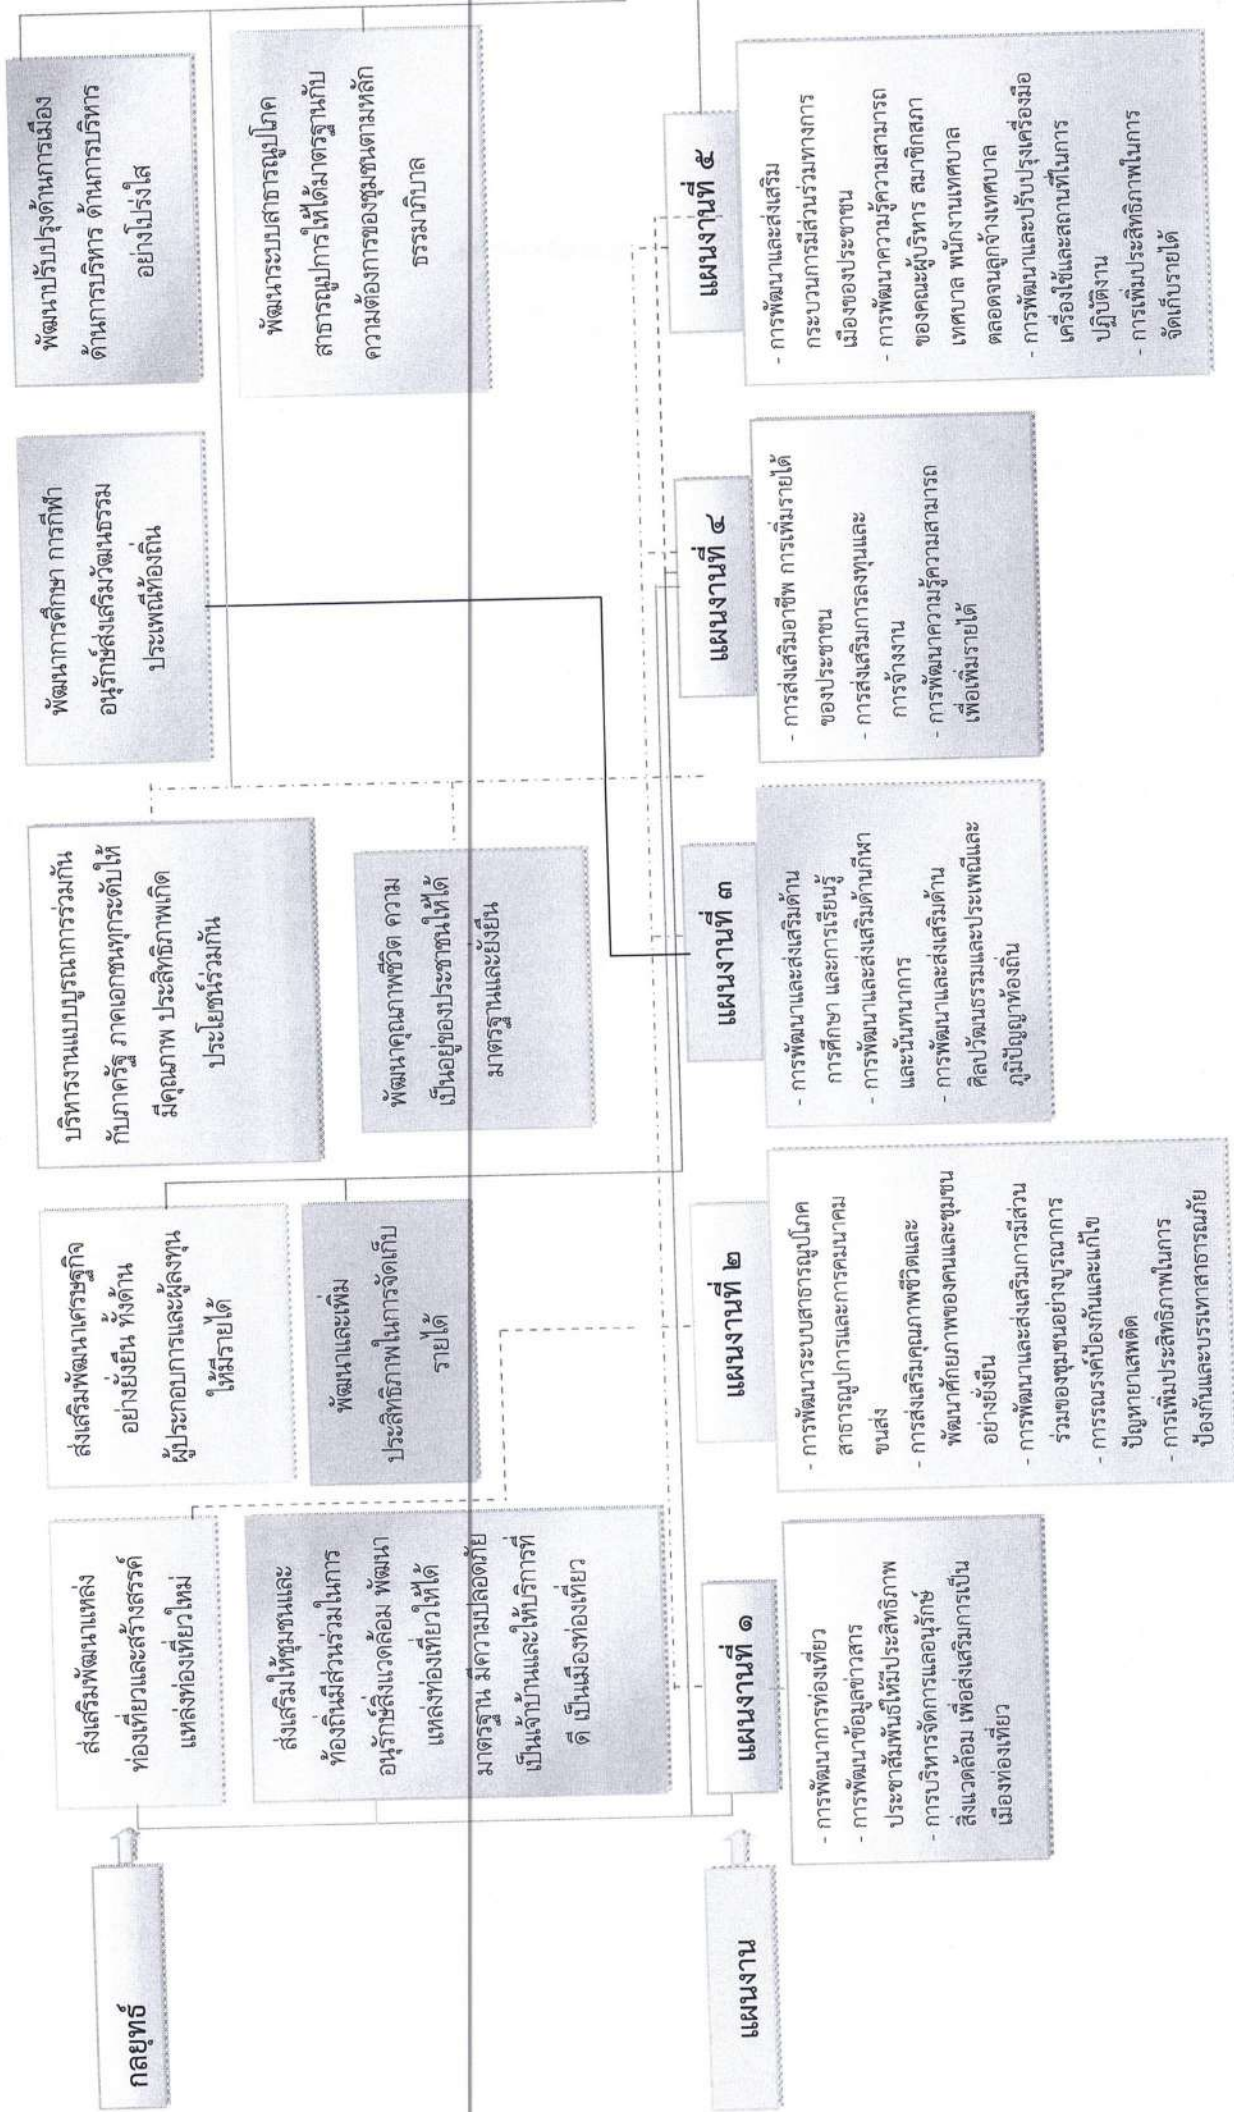 กลยุทธ์
ส่งเสริมพัฒนาแหล่ง
ท่องเที่ยวและสร้างสรรค์
แหล่งท่องเที่ยวใหม่
ส่งเสริมให้ชุมชนและ
ท้องถิ่นมีส่วนร่วมในการ
อนุรักษ์สิ่งแวดล้อม พัฒนา
แหล่งท่องเที่ยวให้ได้
มาตรฐาน มีความปลอดภัย
เป็นเจ้าบ้านและให้บริการที่
ดี เป็นเมืองท่องเที่ยว
ส่งเสริมพัฒนาเศรษฐกิจ
อย่างยั่งยืน ทั้งด้าน
ผู้ประกอบการและผู้ลงทุน
ให้มีรายได้
พัฒนาและเพิ่ม
ประสิทธิภาพในการจัดเก็บ
รายได้
บริหารงานแบบบูรณาการร่วมกัน
กับภาครัฐ ภาคเอกชนทุกระดับให้
มีคุณภาพ ประสิทธิภาพเกิด
ประโยชน์ร่วมกัน
พัฒนาคุณภาพชีวิต ความ
เป็นอยู่ของประชาชนให้ได้
มาตรฐานและยั่งยืน
พัฒนาการศึกษา การกีฬา
อนุรักษ์ส่งเสริมวัฒนธรรม
ประเพณีท้องถิ่น
พัฒนาปรับปรุงด้านการเมือง
ด้านการบริหาร ด้านการบริหาร
อย่างโปร่งใส
พัฒนาระบบสาธารณูปโภค
สาธารณูปการให้ได้มาตรฐานกับ
ความต้องการของชุมชนตามหลัก
ธรรมาภิบาล
แผนงาน
แผนงานที่ ๑
- การพัฒนาการท่องเที่ยว
- การพัฒนาข้อมูลข่าวสาร
ประชาสัมพันธ์ให้มีประสิทธิภาพ
- การบริหารจัดการแลอนุรักษ์
สิ่งแวดล้อม เพื่อส่งเสริมการเป็น
เมืองท่องเที่ยว
แผนงานที่ ๒
- การพัฒนาระบบสาธารณูปโภค
สาธารณูปการและการคมนาคม
ขนส่ง
- การส่งเสริมคุณภาพชีวิตและ
พัฒนาศักยภาพของคนและชุมชน
อย่างยั่งยืน
- การพัฒนาและส่งเสริมการมีส่วน
ร่วมของชุมชนอย่างบูรณาการ
- การรณรงค์ป้องกันและแก้ไข
ปัญหายาเสพติด
- การเพิ่มประสิทธิภาพในการ
ป้องกันและบรรเทาสาธารณภัย
แผนงานที่ ๓
- การพัฒนาและส่งเสริมด้าน
การศึกษา และการเรียนรู้
- การพัฒนาและส่งเสริมด้านกีฬา
และนันทนาการ
- การพัฒนาและส่งเสริมด้าน
ศิลปวัฒนธรรมและประเพณีและ
ภูมิปัญญาท้องถิ่น
แผนงานที่ ๔
- การส่งเสริมอาชีพ การเพิ่มรายได้
ของประชาชน
- การส่งเสริมการลงทุนและ
การจ้างงาน
- การพัฒนาความรู้ความสามารถ
เพื่อเพิ่มรายได้
แผนงานที่ ๕
- การพัฒนาและส่งเสริม
กระบวนการมีส่วนร่วมทางการ
เมืองของประชาชน
- การพัฒนาความรู้ความสามารถ
ของคณะผู้บริหาร สมาชิกสภา
เทศบาล พนักงานเทศบาล
ตลอดจนลูกจ้างเทศบาล
- การพัฒนาและปรับปรุงเครื่องมือ
เครื่องใช้และสถานที่ในการ
ปฏิบัติงาน
- การเพิ่มประสิทธิภาพในการ
จัดเก็บรายได้